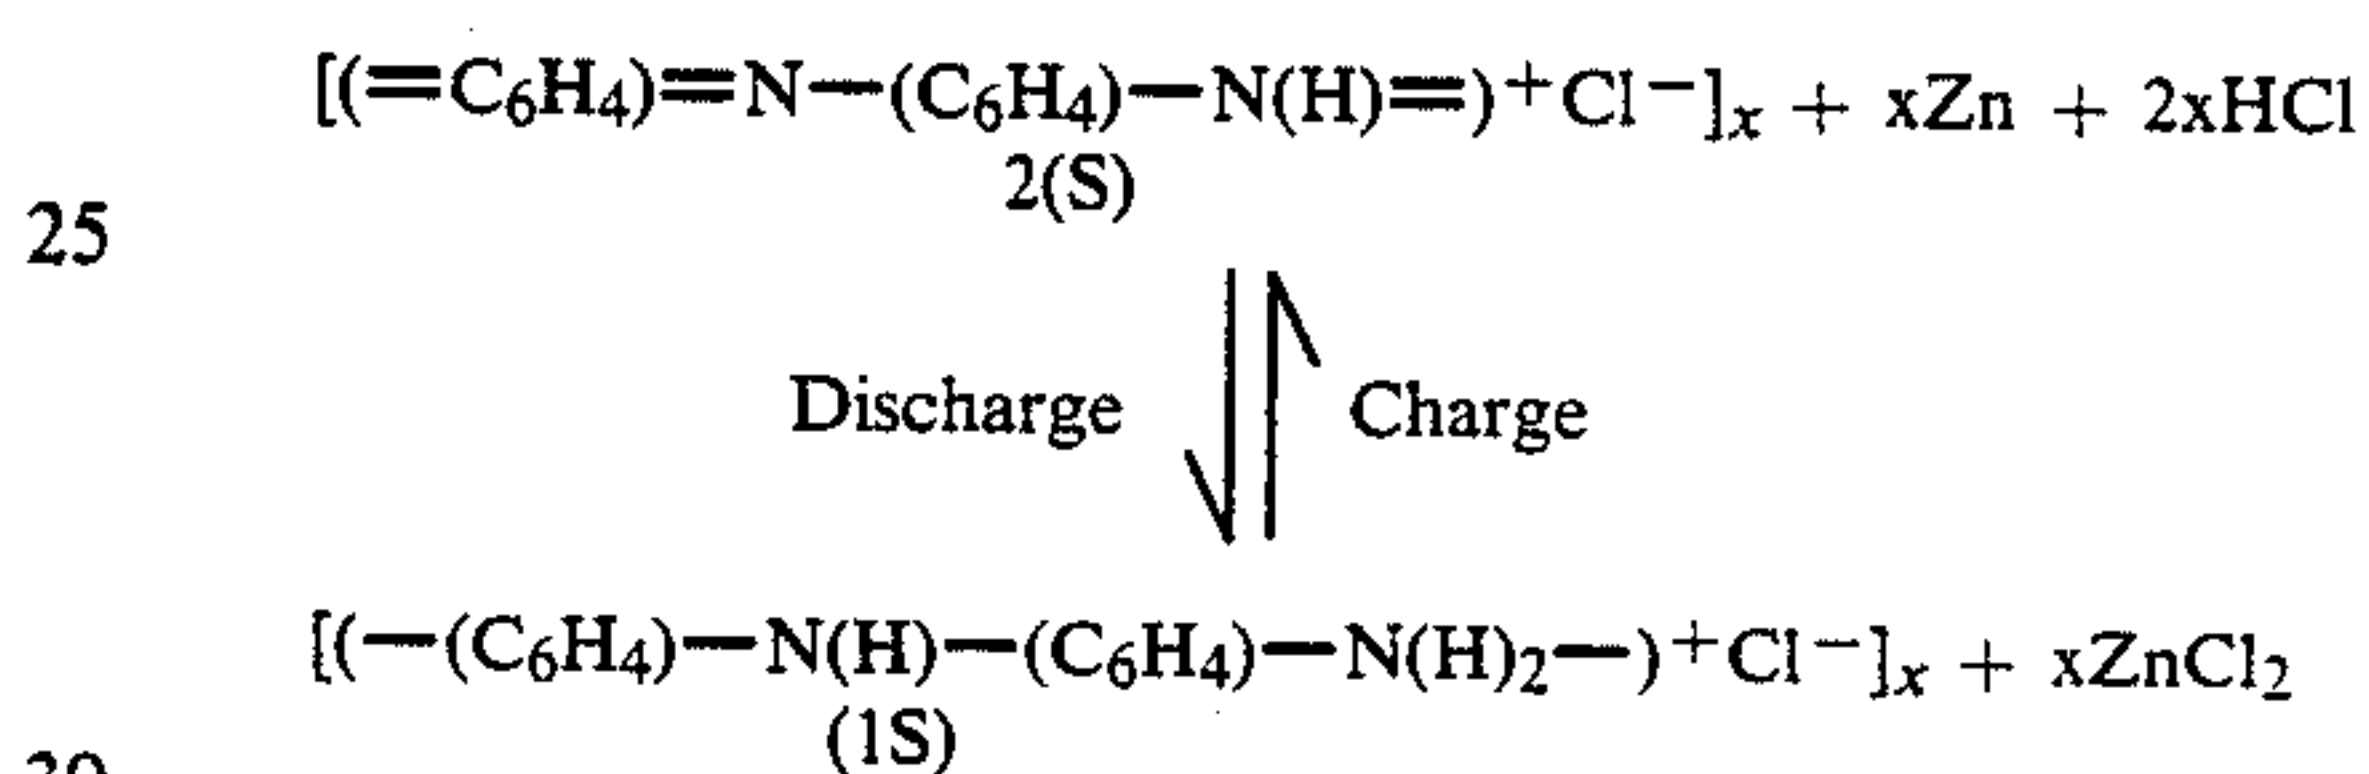 [(=C₆H₄)=N—(C₆H₄)—N(H)=)⁺Cl⁻]ₓ + xZn + 2xHCl
2(S)
25
Discharge Charge
[(—(C₆H₄)—N(H)—(C₆H₄)—N(H)₂—)⁺Cl⁻]ₓ + xZnCl₂
(1S)